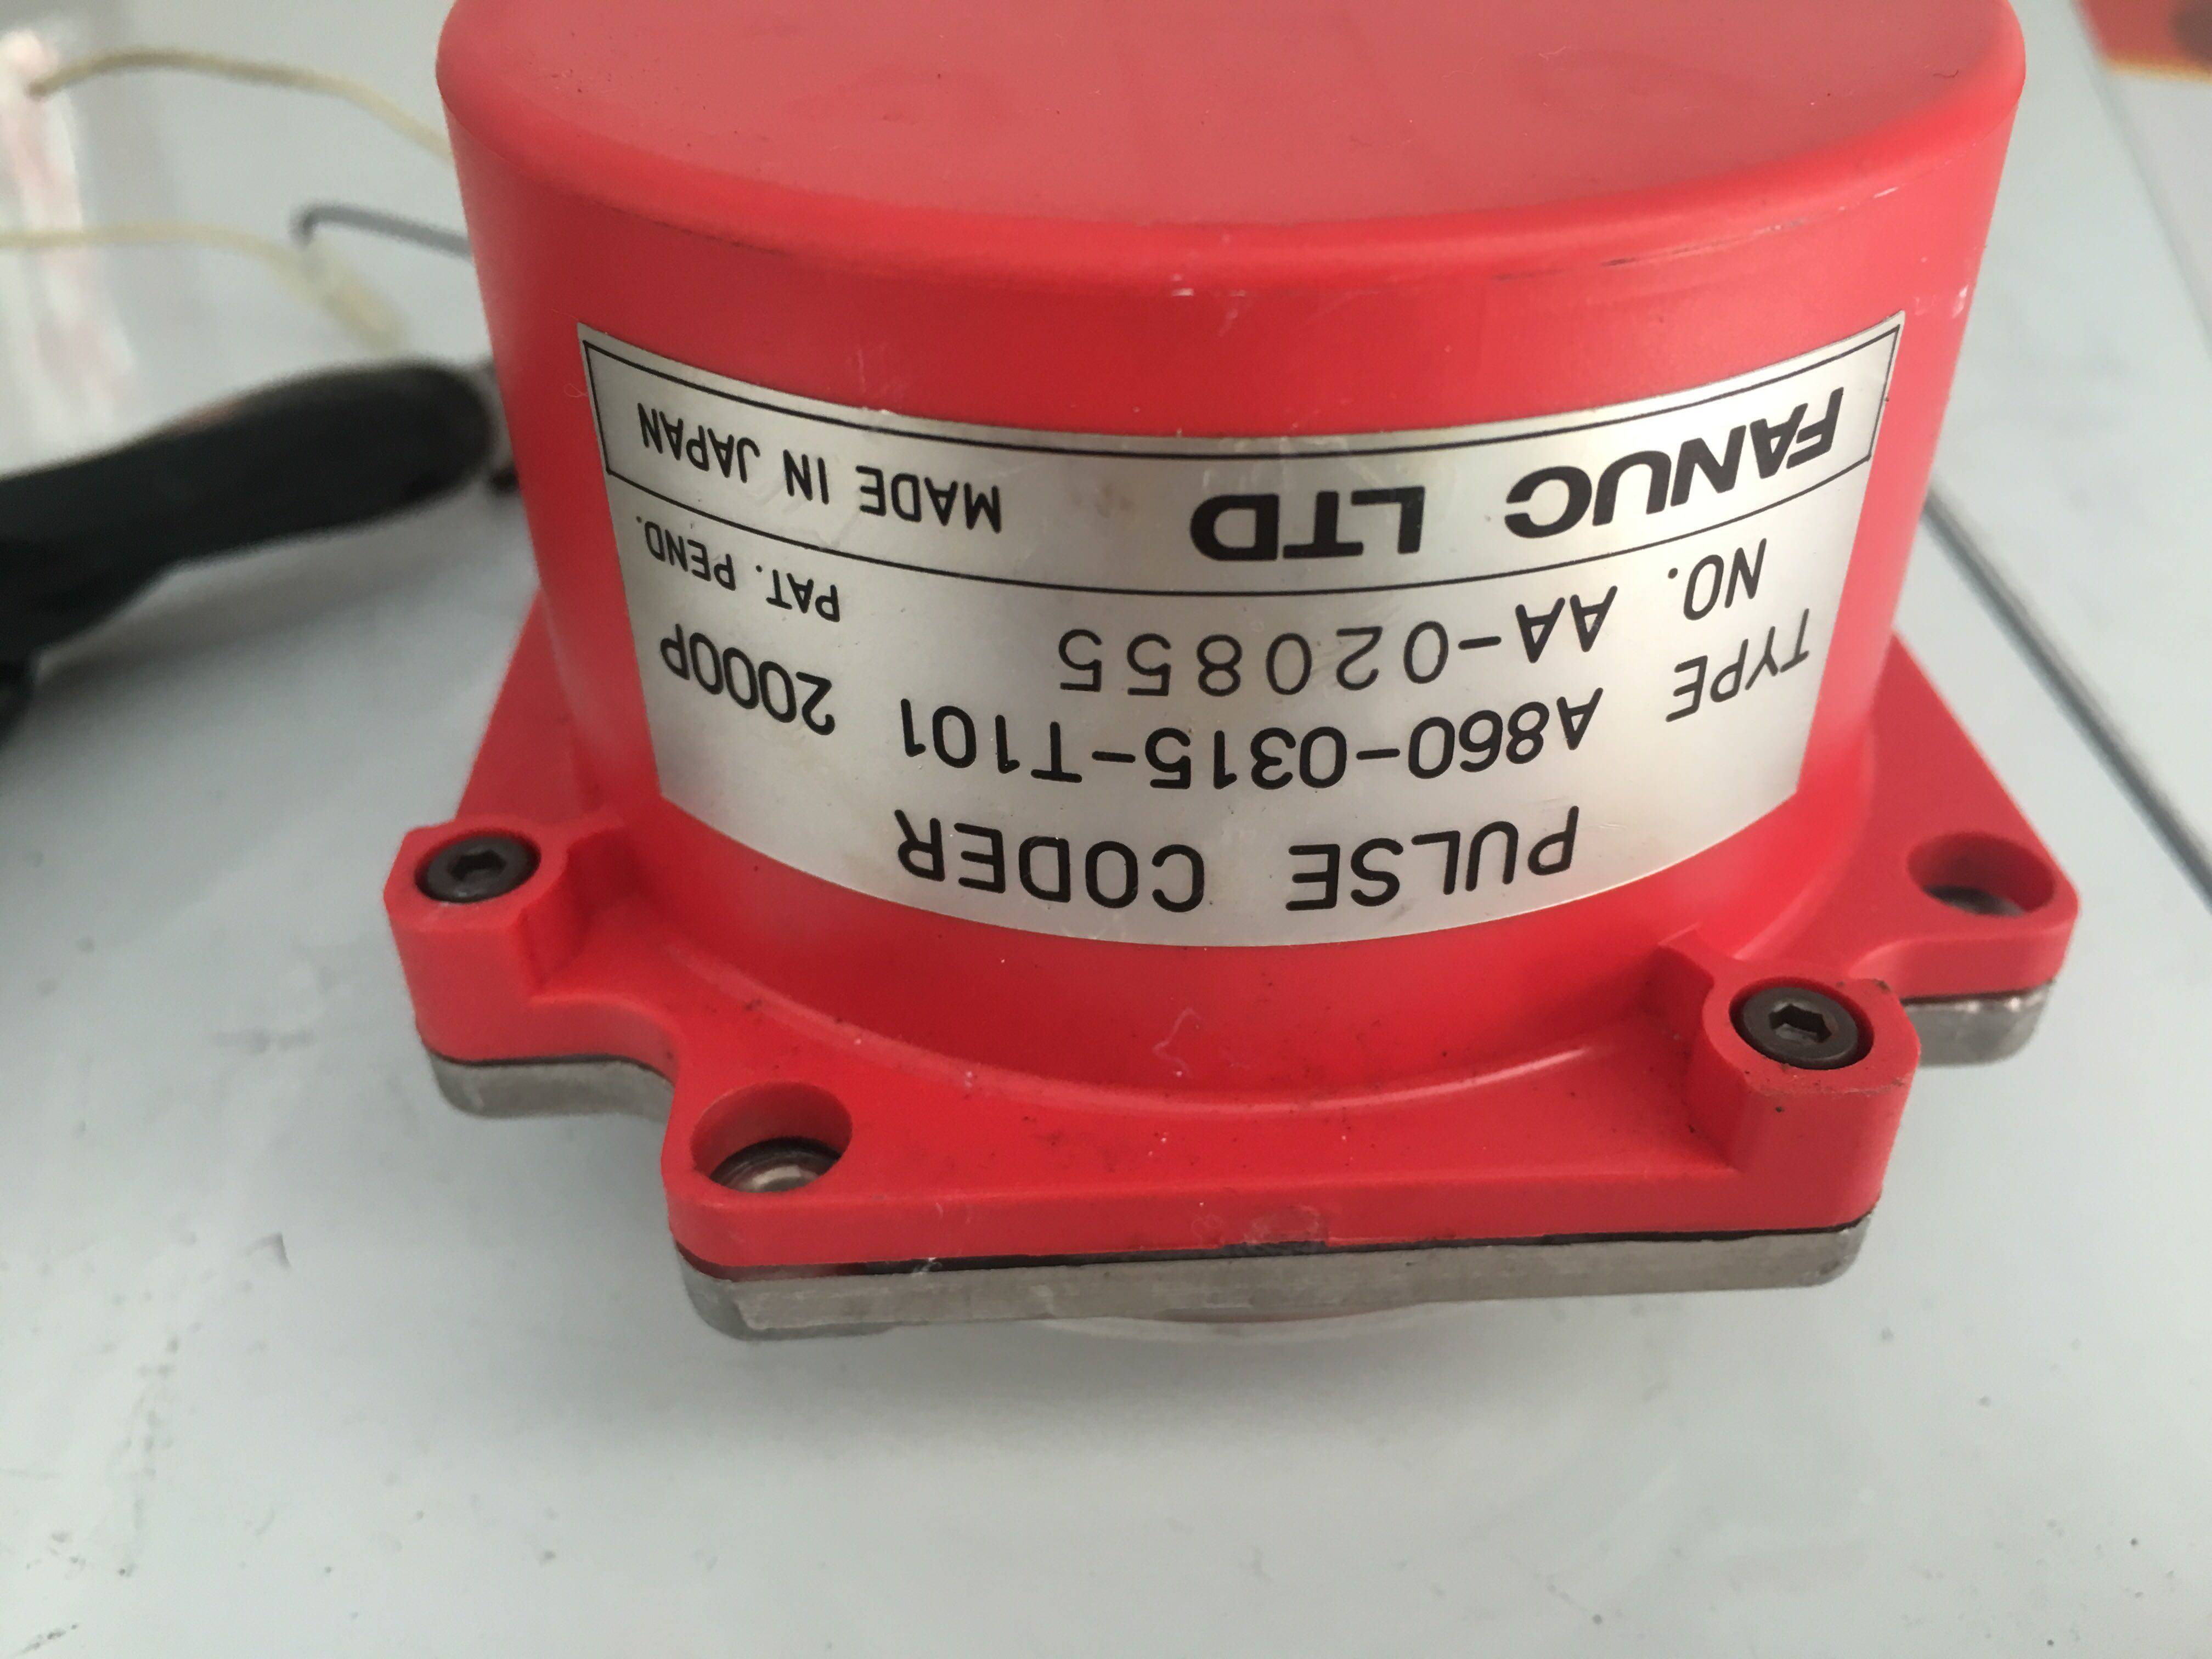 PULSE CODER
TYPE A860-0315-T101 2000P
NO. AA-020855 PAT. PEND.
FANUC LTD MADE IN JAPAN